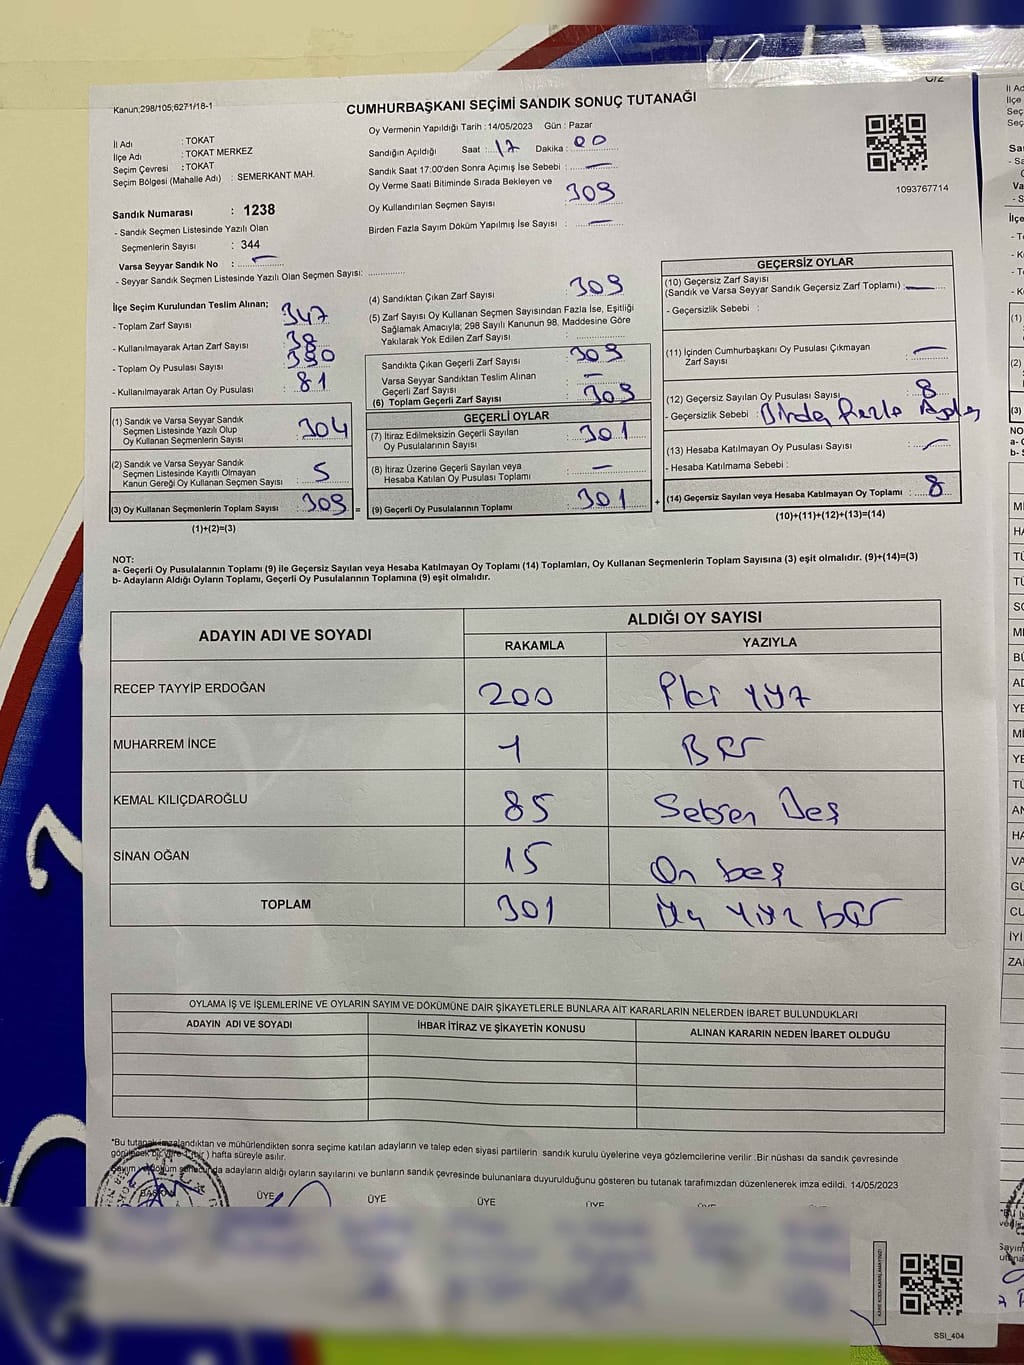 Kanun;298/105;6271/18-1
CUMHURBAŞKANI SEÇİMİ SANDIK SONUÇ TUTANAĞI
C/2
İl Adı : TOKAT
İlçe Adı : TOKAT MERKEZ
Seçim Çevresi : TOKAT
Seçim Bölgesi (Mahalle Adı) : SEMERKANT MAH.
Sandık Numarası : 1238
- Sandık Seçmen Listesinde Yazılı Olan
Seçmenlerin Sayısı : 344
Varsa Seyyar Sandık No : —
- Seyyar Sandık Seçmen Listesinde Yazılı Olan Seçmen Sayısı:
Oy Vermenin Yapıldığı Tarih : 14/05/2023 Gün : Pazar
Sandığın Açıldığı Saat : 17 Dakika : 00
Sandık Saat 17:00'den Sonra Açımış İse Sebebi : —
Oy Verme Saati Bitiminde Sırada Bekleyen ve
Oy Kullandırılan Seçmen Sayısı 309
Birden Fazla Sayım Döküm Yapılmış İse Sayısı : —
1093767714
İlçe Seçim Kurulundan Teslim Alınan;
- Toplam Zarf Sayısı : 347
- Kullanılmayarak Artan Zarf Sayısı : 38
- Toplam Oy Pusulası Sayısı : 390
- Kullanılmayarak Artan Oy Pusulası : 81
(1) Sandık ve Varsa Seyyar Sandık
Seçmen Listesinde Yazılı Olup
Oy Kullanan Seçmenlerin Sayısı : 304
(2) Sandık ve Varsa Seyyar Sandık
Seçmen Listesinde Kayıtlı Olmayan
Kanun Gereği Oy Kullanan Seçmen Sayısı : 5
(3) Oy Kullanan Seçmenlerin Toplam Sayısı : 309 =
(1)+(2)=(3)
(4) Sandıktan Çıkan Zarf Sayısı : 309
(5) Zarf Sayısı Oy Kullanan Seçmen Sayısından Fazla İse, Eşitliği
Sağlamak Amacıyla; 298 Sayılı Kanunun 98. Maddesine Göre
Yakılarak Yok Edilen Zarf Sayısı :
Sandıkta Çıkan Geçerli Zarf Sayısı : 309
Varsa Seyyar Sandıktan Teslim Alınan
Geçerli Zarf Sayısı : —
(6) Toplam Geçerli Zarf Sayısı : 309
GEÇERLİ OYLAR
(7) İtiraz Edilmeksizin Geçerli Sayılan
Oy Pusulalarının Sayısı : 301
(8) İtiraz Üzerine Geçerli Sayılan veya
Hesaba Katılan Oy Pusulası Toplamı : —
(9) Geçerli Oy Pusulalarının Toplamı : 301 +
GEÇERSİZ OYLAR
(10) Geçersiz Zarf Sayısı
(Sandık ve Varsa Seyyar Sandık Geçersiz Zarf Toplamı) : —
- Geçersizlik Sebebi :
(11) İçinden Cumhurbaşkanı Oy Pusulası Çıkmayan
Zarf Sayısı : —
(12) Geçersiz Sayılan Oy Pusulası Sayısı : 8
- Geçersizlik Sebebi : Birden Fazla
(13) Hesaba Katılmayan Oy Pusulası Sayısı : —
- Hesaba Katılmama Sebebi :
(14) Geçersiz Sayılan veya Hesaba Katılmayan Oy Toplamı : 8
(10)+(11)+(12)+(13)=(14)
NOT:
a- Geçerli Oy Pusulalarının Toplamı (9) ile Geçersiz Sayılan veya Hesaba Katılmayan Oy Toplamı (14) Toplamları, Oy Kullanan Seçmenlerin Toplam Sayısına (3) eşit olmalıdır. (9)+(14)=(3)
b- Adayların Aldığı Oyların Toplamı, Geçerli Oy Pusulalarının Toplamına (9) eşit olmalıdır.
ADAYIN ADI VE SOYADI
ALDIĞI OY SAYISI
RAKAMLA YAZIYLA
RECEP TAYYİP ERDOĞAN 200 İki yüz
MUHARREM İNCE 1 Bir
KEMAL KILIÇDAROĞLU 85 Seksen Beş
SİNAN OĞAN 15 On beş
TOPLAM 301 Üç yüz bir
OYLAMA İŞ VE İŞLEMLERİNE VE OYLARIN SAYIM VE DÖKÜMÜNE DAİR ŞİKAYETLERLE BUNLARA AİT KARARLARIN NELERDEN İBARET BULUNDUKLARI
ADAYIN ADI VE SOYADI İHBAR İTİRAZ VE ŞİKAYETİN KONUSU ALINAN KARARIN NEDEN İBARET OLDUĞU
*Bu tutanak imzalandıktan ve mühürlendikten sonra seçime katılan adayların ve talep eden siyasi partilerin sandık kurulu üyelerine veya gözlemcilerine verilir .Bir nüshası da sandık çevresinde
hafta süreyle asılır.
adayların aldığı oyların sayılarını ve bunların sandık çevresinde bulunanlara duyurulduğunu gösteren bu tutanak tarafımızdan düzenlenerek imza edildi. 14/05/2023
BAŞKAN ÜYE ÜYE ÜYE ÜYE ÜYE
SSİ_404